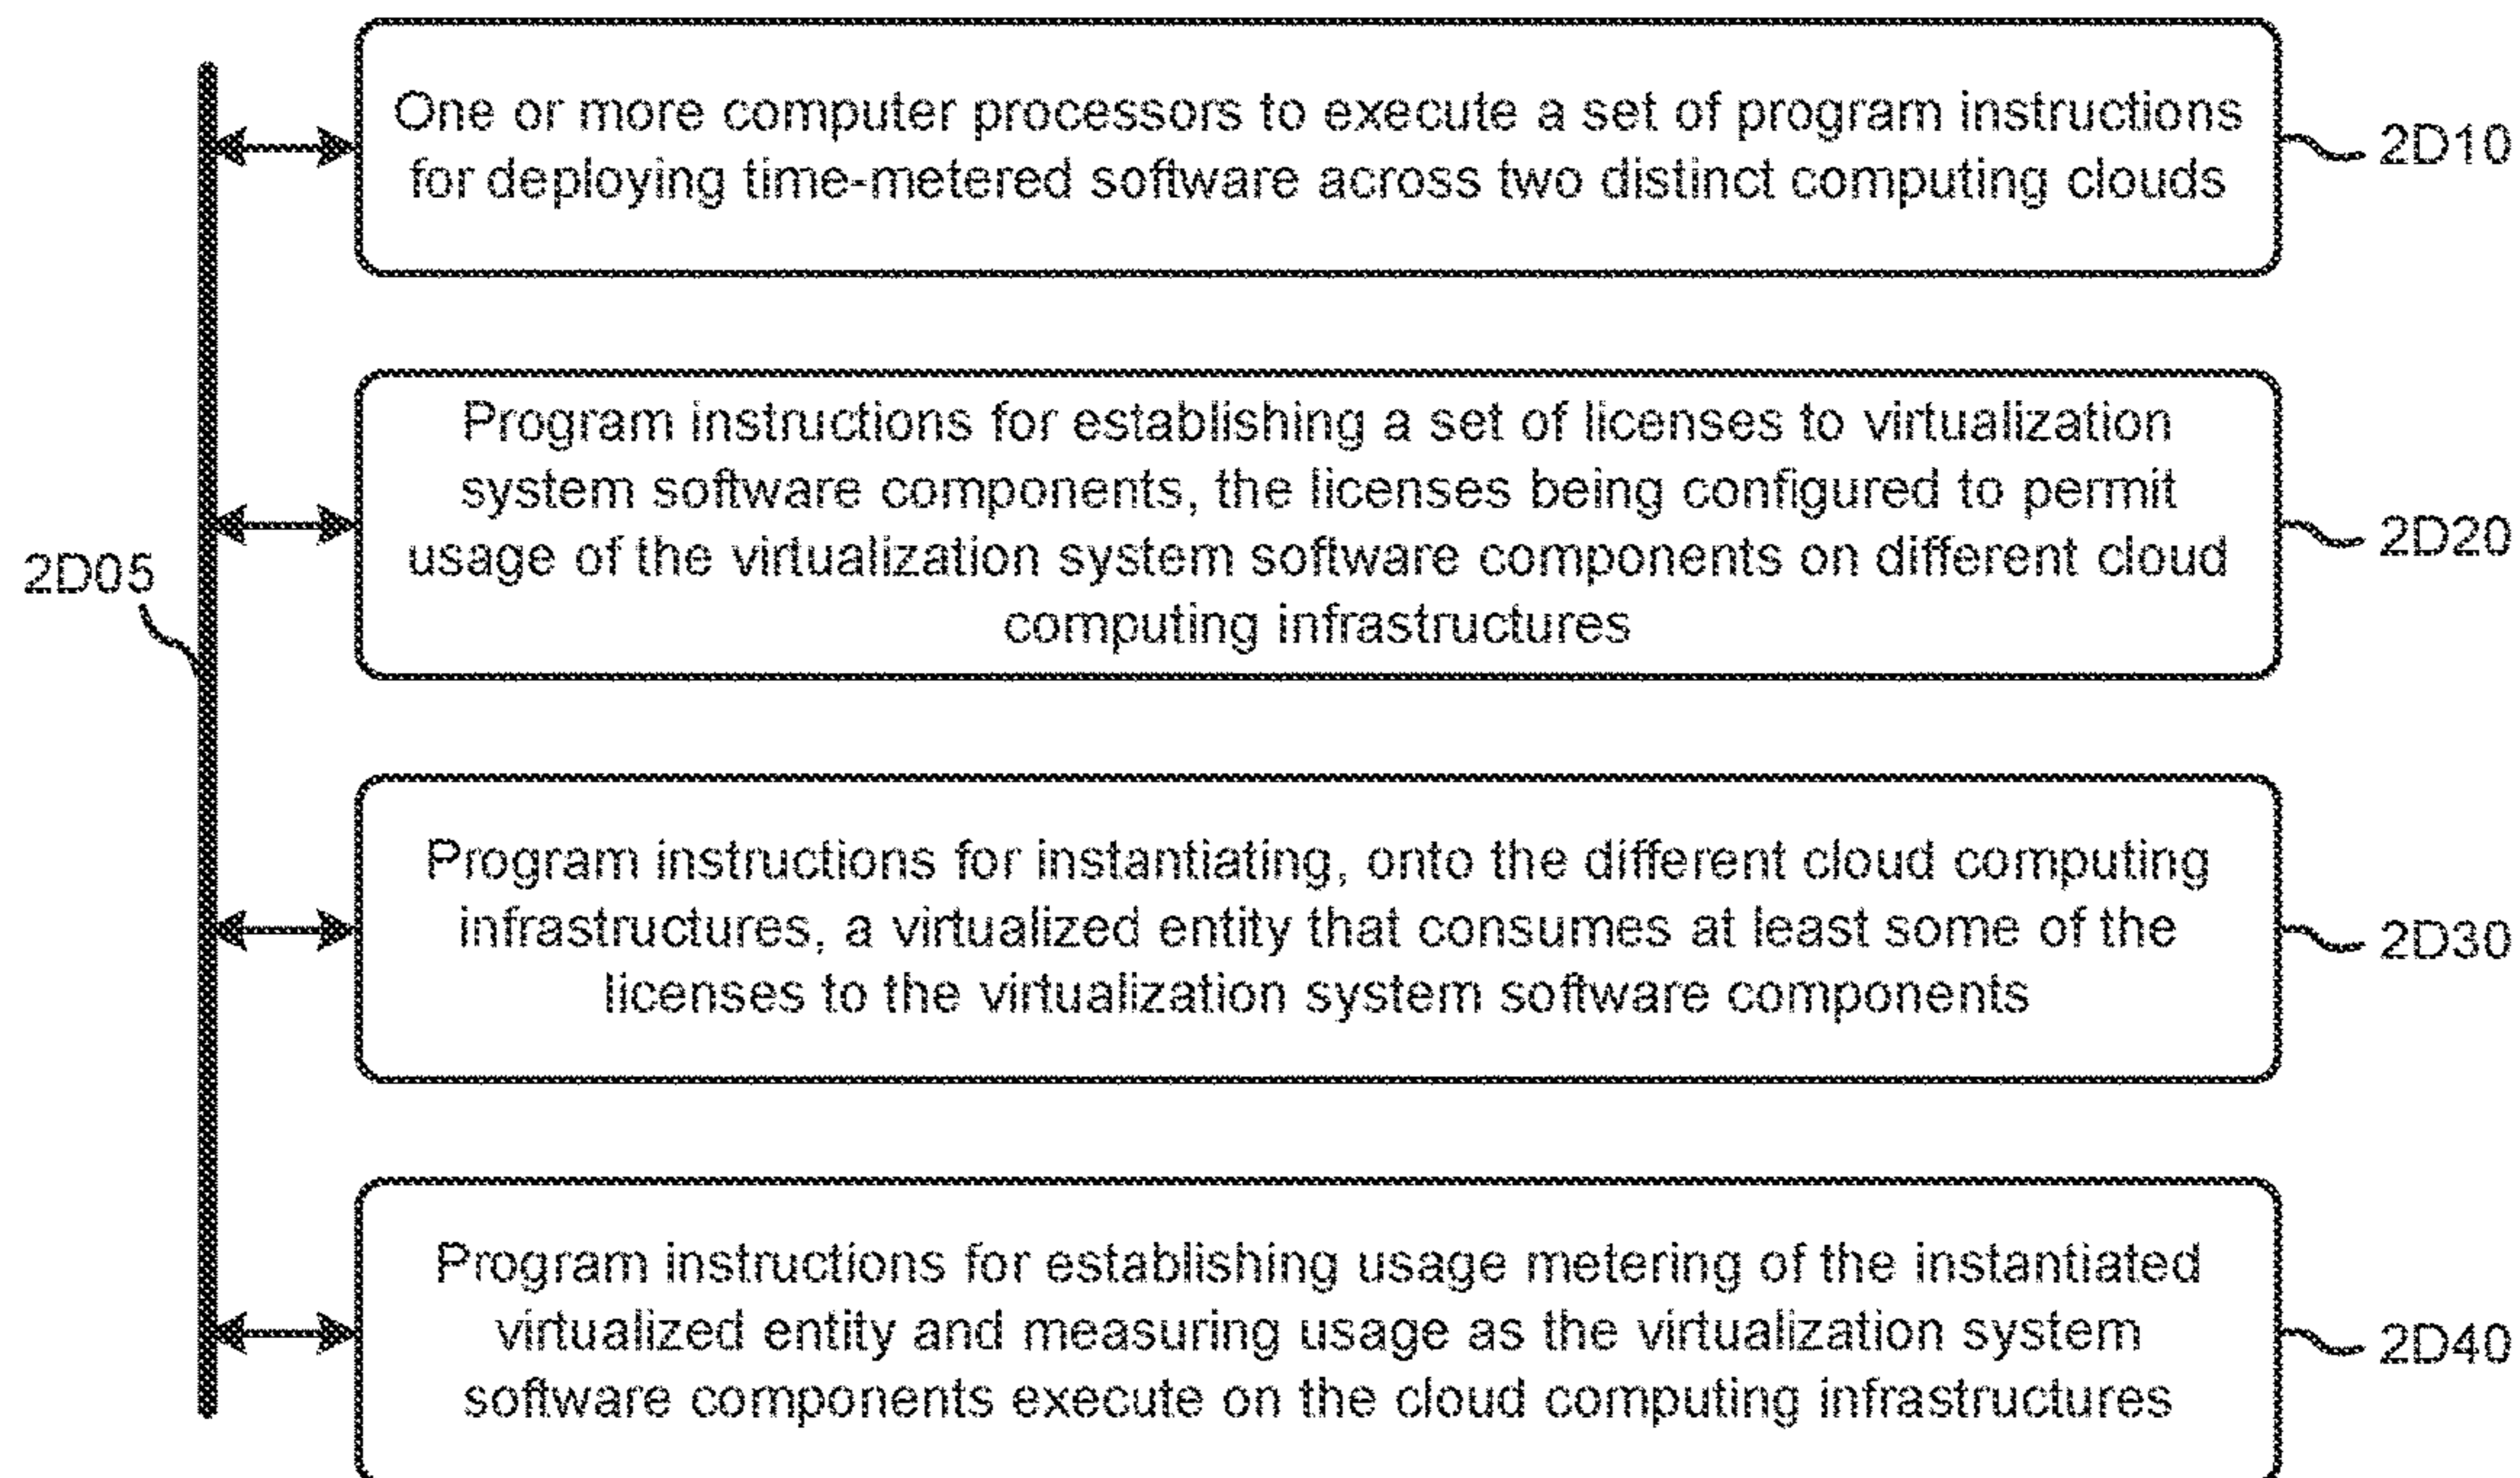 One or more computer processors to execute a set of program instructions
for deploying time-metered software across two distinct computing clouds
2D10
Program instructions for establishing a set of licenses to virtualization
system software components, the licenses being configured to permit
usage of the virtualization system software components on different cloud
computing infrastructures
2D20
2D05
Program instructions for instantiating, onto the different cloud computing
infrastructures, a virtualized entity that consumes at least some of the
licenses to the virtualization system software components
2D30
Program instructions for establishing usage metering of the instantiated
virtualized entity and measuring usage as the virtualization system
software components execute on the cloud computing infrastructures
2D40